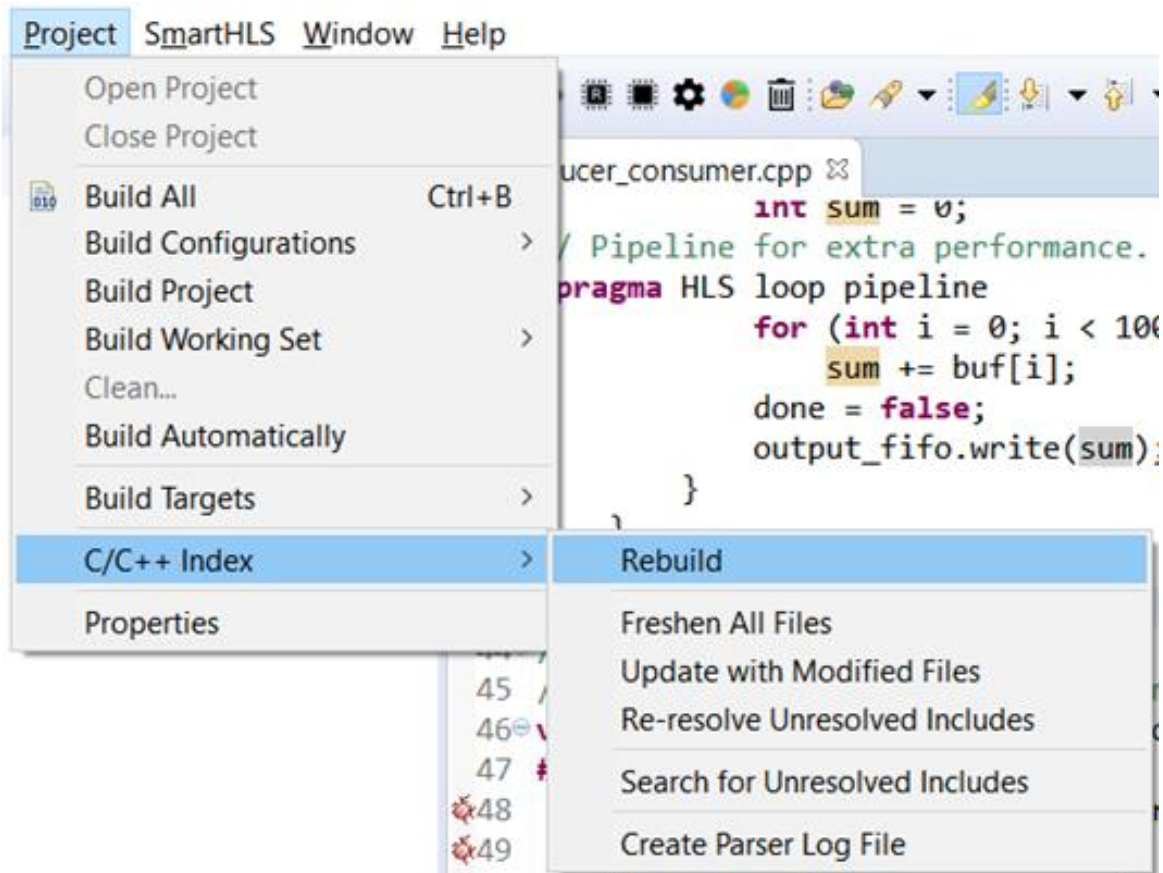 Project SmartHLS Window Help
Open Project
Close Project
Build All Ctrl+B
Build Configurations >
Build Project
Build Working Set >
Clean...
Build Automatically
Build Targets >
C/C++ Index >
Properties
ucer_consumer.cpp
int sum = 0;
/ Pipeline for extra performance.
pragma HLS loop pipeline
for (int i = 0; i < 100
sum += buf[i];
done = false;
output_fifo.write(sum);
}
}
Rebuild
Freshen All Files
Update with Modified Files
Re-resolve Unresolved Includes
Search for Unresolved Includes
Create Parser Log File
44
45 /
46 v
47 #
48
49